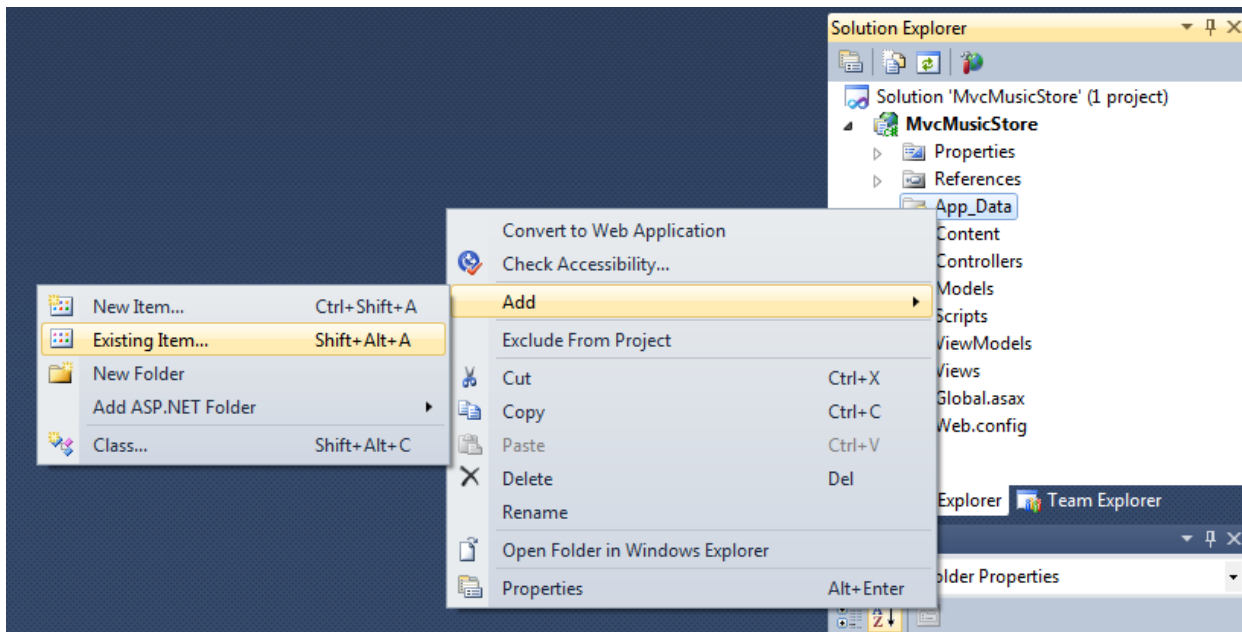 Solution Explorer
Solution 'MvcMusicStore' (1 project)
MvcMusicStore
Properties
References
App_Data
Content
Controllers
Models
Scripts
ViewModels
Views
Global.asax
Web.config
Convert to Web Application
Check Accessibility...
Add
Exclude From Project
Cut Ctrl+X
Copy Ctrl+C
Paste Ctrl+V
Delete Del
Rename
Open Folder in Windows Explorer
Properties Alt+Enter
New Item... Ctrl+Shift+A
Existing Item... Shift+Alt+A
New Folder
Add ASP.NET Folder
Class... Shift+Alt+C
Explorer Team Explorer
older Properties